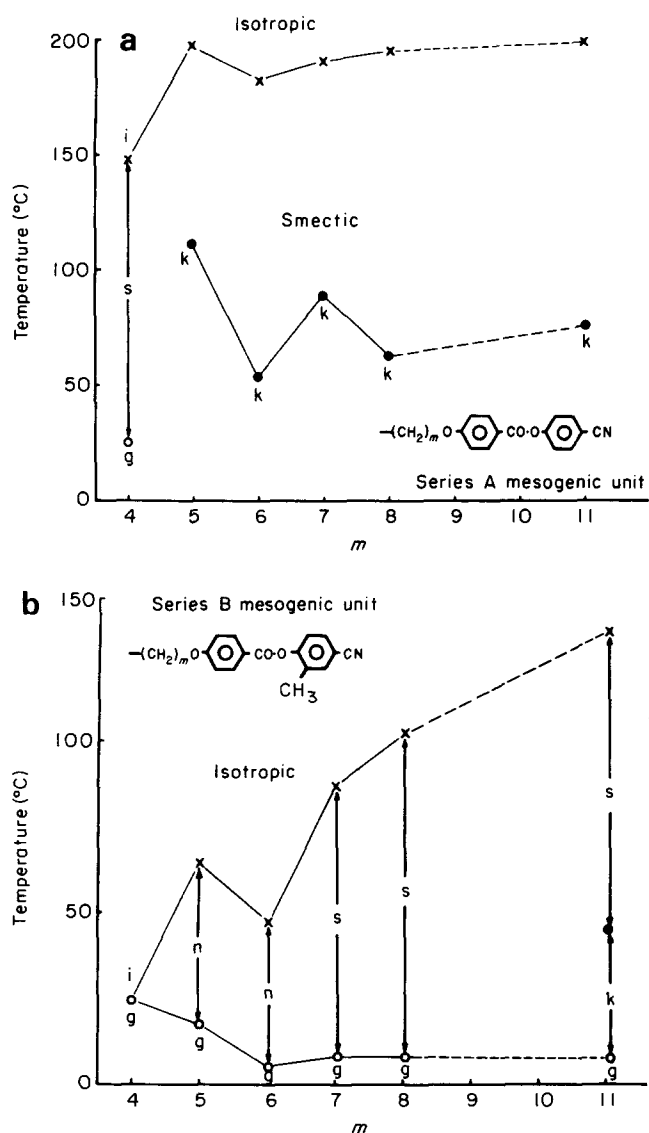 a
Isotropic
200
150
100
50
0
Temperature (°C)
i
s
g
Smectic
k
k
k
k
k
—(CH2)m O CO·O CN
Series A mesogenic unit
4 5 6 7 8 9 10 11
m
b
Series B mesogenic unit
—(CH2)m O CO·O CN
CH3
150
100
50
0
Temperature (°C)
Isotropic
i
g
n
g
n
g
s
g
s
g
s
k
g
4 5 6 7 8 9 10 11
m